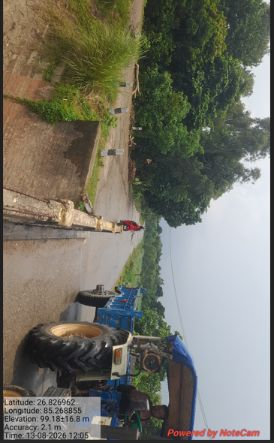 Latitude: 26.826962
Longitude: 85.268855
Elevation: 99.18±16.8 m
Accuracy: 2.1 m
Time: 13-08-2026 12:05
Powered by NoteCam